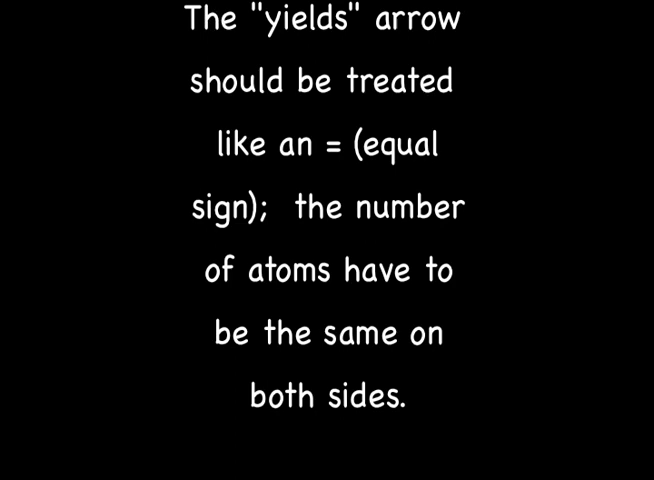 The "yields" arrow
should be treated
like an = (equal
sign);  the number
of atoms have to
be the same on
both sides.